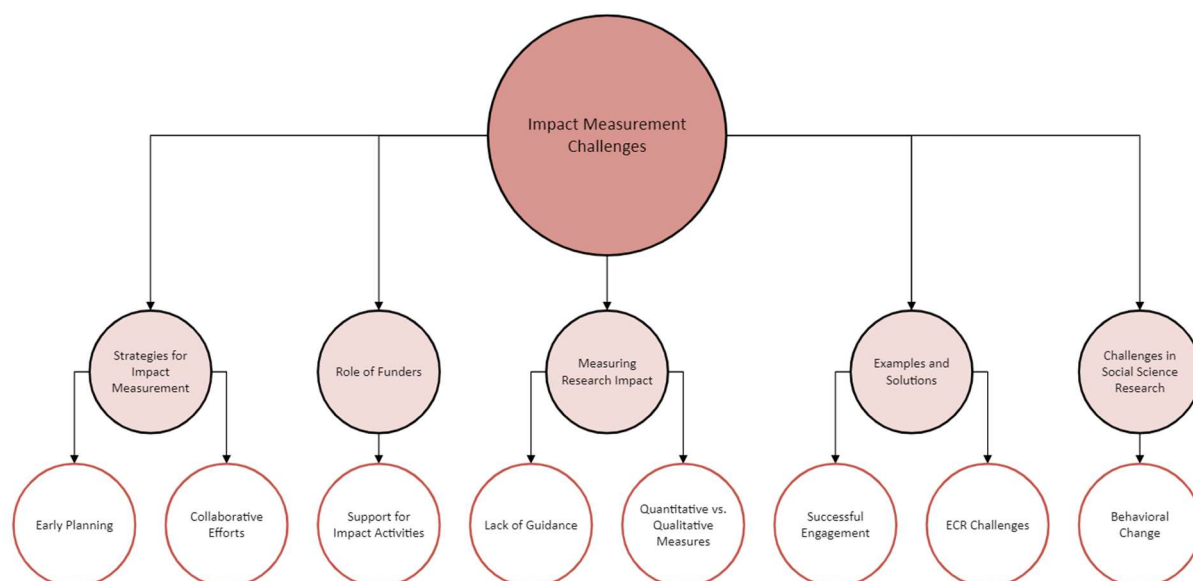 Impact Measurement
Challenges
Strategies for
Impact
Measurement
Role of Funders
Measuring
Research Impact
Examples and
Solutions
Challenges in
Social Science
Research
Early Planning
Collaborative
Efforts
Support for
Impact Activities
Lack of Guidance
Quantitative vs.
Qualitative
Measures
Successful
Engagement
ECR Challenges
Behavioral
Change